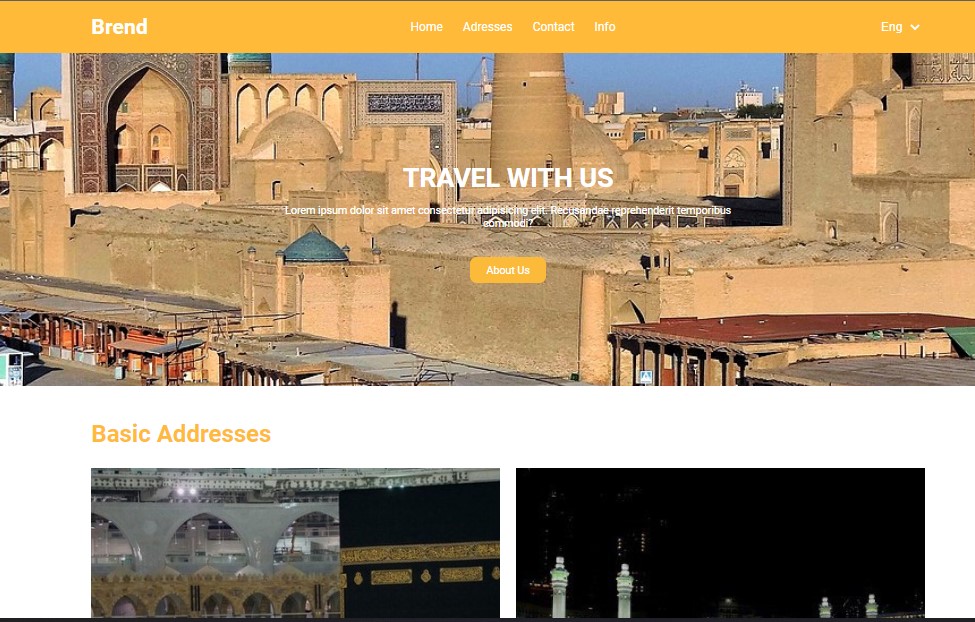 Brend
Home Adresses Contact Info
Eng
TRAVEL WITH US
Lorem ipsum dolor sit amet consectetur adipisicing elit. Recusandae reprehenderit temporibus
commodi?
About Us
Basic Addresses